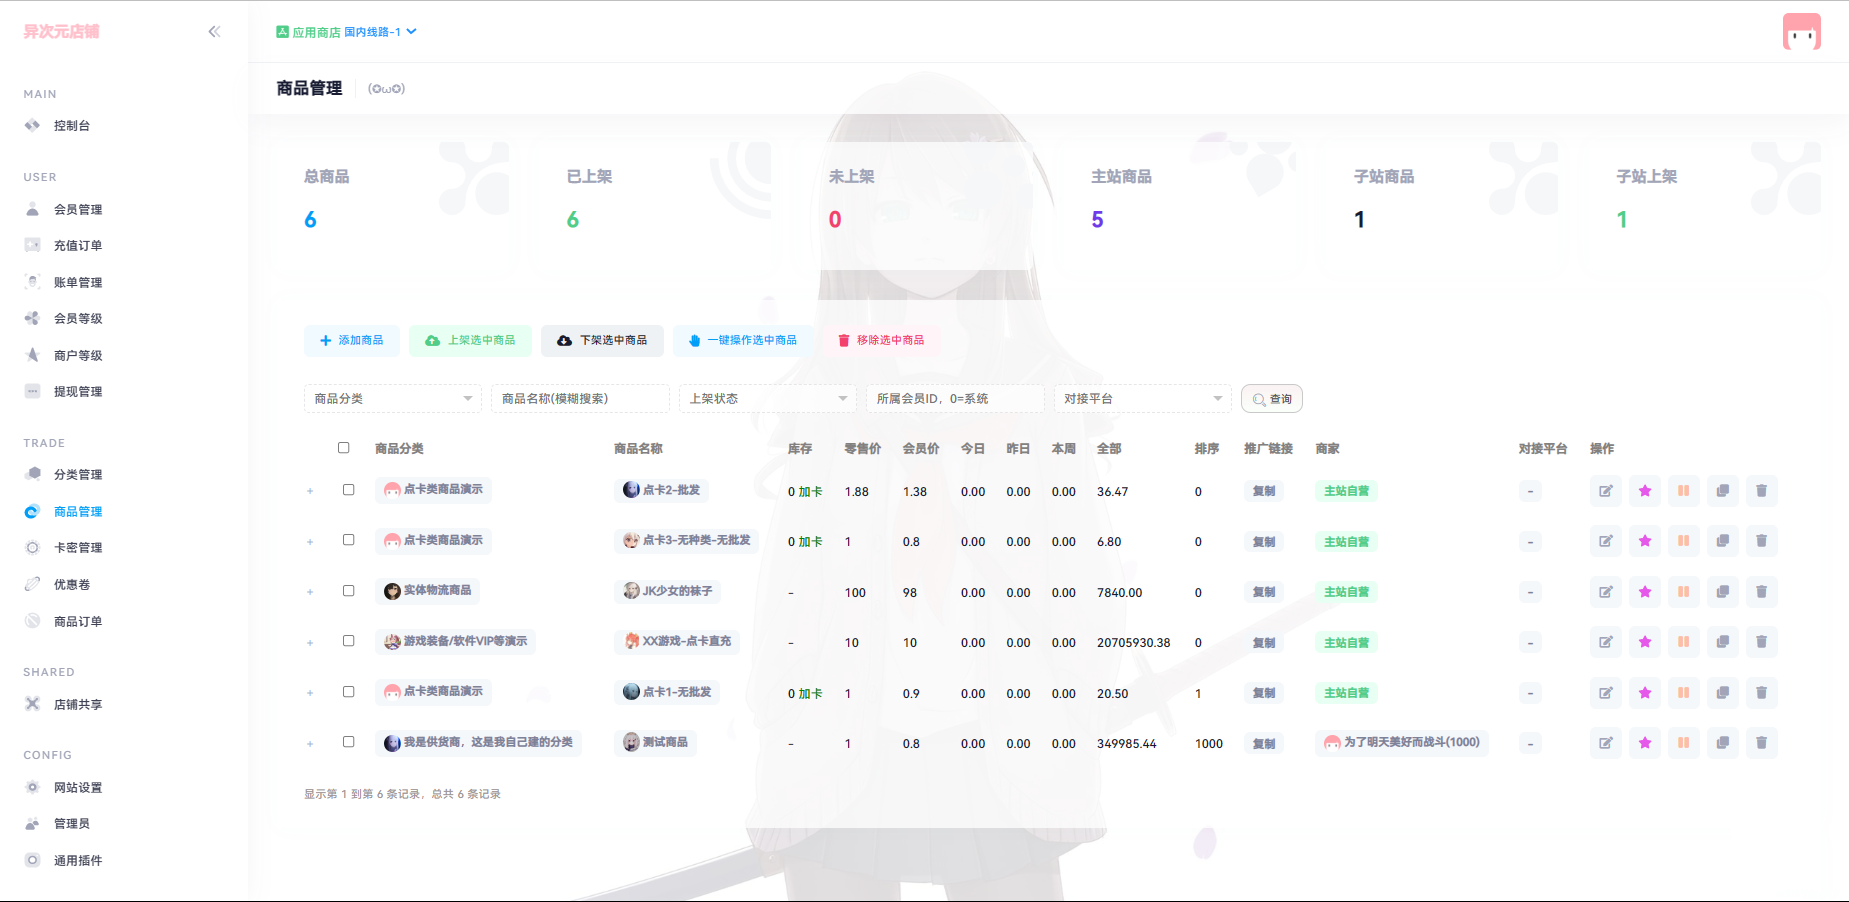 异次元店铺
应用商店 国内线路-1
商品管理 (✪ω✪)
MAIN
控制台
USER
会员管理
充值订单
账单管理
会员等级
商户等级
提现管理
TRADE
分类管理
商品管理
卡密管理
优惠卷
商品订单
SHARED
店铺共享
CONFIG
网站设置
管理员
通用插件
总商品 已上架 未上架 主站商品 子站商品 子站上架
6 6 0 5 1 1
添加商品 上架选中商品 下架选中商品 一键操作选中商品 移除选中商品
商品分类 商品名称(模糊搜索) 上架状态 所属会员ID，0=系统 对接平台 查询
商品分类 商品名称 库存 零售价 会员价 今日 昨日 本周 全部 排序 推广链接 商家 对接平台 操作
+ 点卡类商品演示 点卡2-批发 0 加卡 1.88 1.38 0.00 0.00 0.00 36.47 0 复制 主站自营 -
+ 点卡类商品演示 点卡3-无种类-无批发 0 加卡 1 0.8 0.00 0.00 0.00 6.80 0 复制 主站自营 -
+ 实体物流商品 JK少女的袜子 - 100 98 0.00 0.00 0.00 7840.00 0 复制 主站自营 -
+ 游戏装备/软件VIP等演示 XX游戏-点卡直充 - 10 10 0.00 0.00 0.00 20705930.38 0 复制 主站自营 -
+ 点卡类商品演示 点卡1-无批发 0 加卡 1 0.9 0.00 0.00 0.00 20.50 1 复制 主站自营 -
+ 我是供货商，这是我自己建的分类 测试商品 - 1 0.8 0.00 0.00 0.00 349985.44 1000 复制 为了明天美好而战斗(1000) -
显示第 1 到第 6 条记录，总共 6 条记录